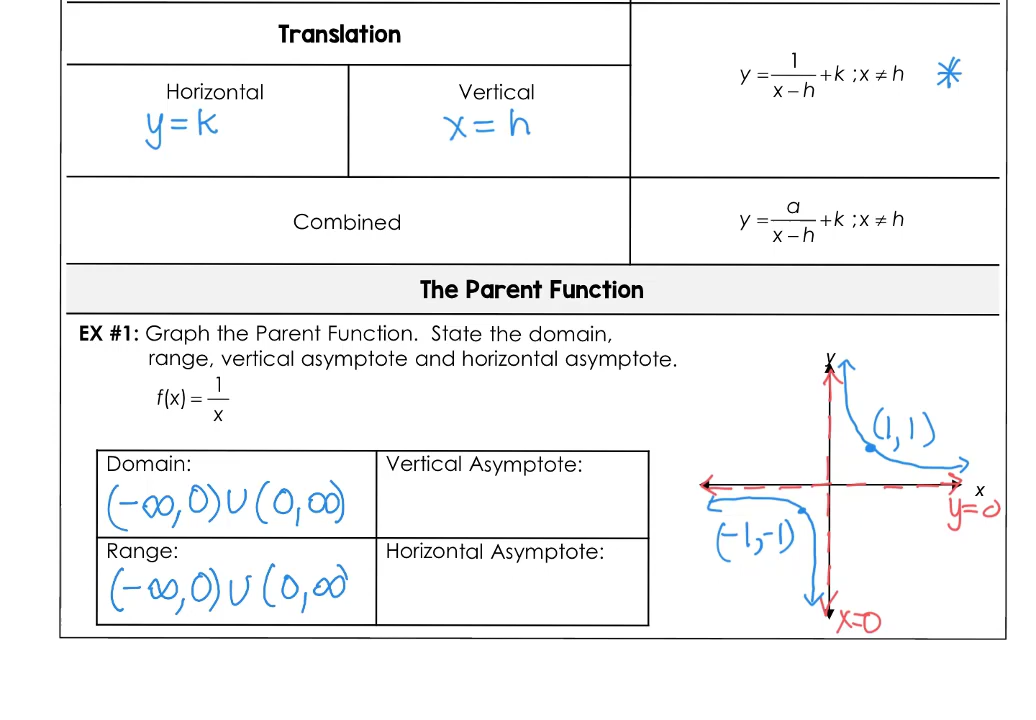 Translation
Horizontal Vertical
y = k x = h
y = 1/(x – h) + k ; x ≠ h *
Combined
y = a/(x – h) + k ; x ≠ h
The Parent Function
EX #1: Graph the Parent Function. State the domain,
range, vertical asymptote and horizontal asymptote.
f(x) = 1/x
Domain:
(-∞, 0) ∪ (0, ∞)
Vertical Asymptote:
Range:
(-∞, 0) ∪ (0, ∞
Horizontal Asymptote:
y
(1, 1)
x
y=0
(-1,-1)
x=0